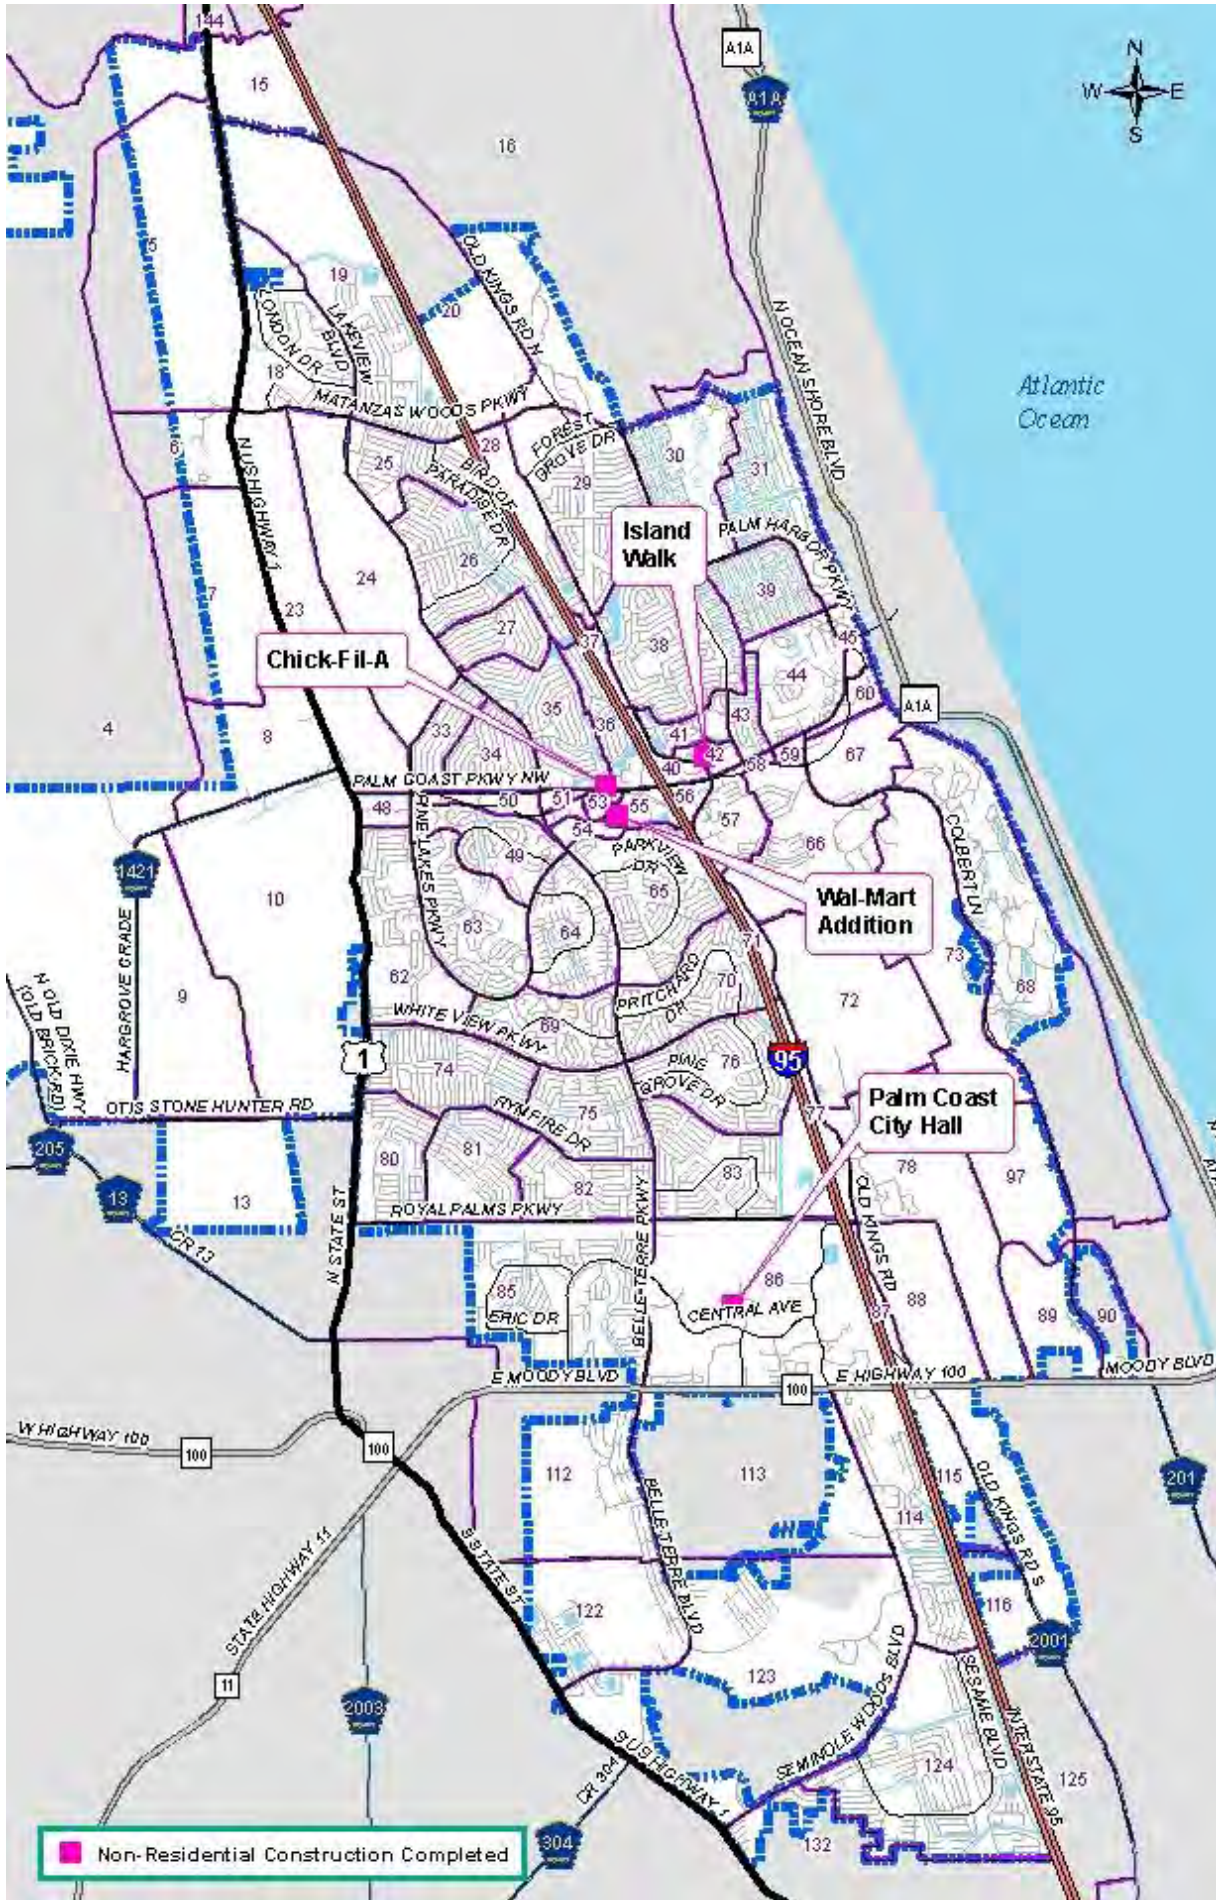 144
A1A
A1A
N
W E
S
15
16
5
OLD KINGS RD N
19
20
LONDON DR
LAKEVIEW
BLVD
18
N OCEAN SHORE BLVD
Atlantic
Ocean
MATANZAS WOODS PKWY
6
N US HIGHWAY 1
25
28
BIRD OF
PARADISE DR
FOREST
GROVE DR
29
30
31
Island
Walk
PALM HARBOR PKWY
26
24
7
23
39
27
37
38
45
Chick-Fil-A
44
60
4
8
33
34
35
36
43
41
42
A1A
58
59
67
PALM COAST PKWY NW
40
48
50
51
53
55
56
57
54
66
PINE LAKES PKWY
49
PARKVIEW
DR
65
COLBERT LN
1421
10
Wal-Mart
Addition
HARGROVE GRADE
63
64
71
73
68
9
62
70
72
N OLD DIXIE HWY
(OLD BRICK RD)
WHITE VIEW PKWY
69
PRITCHARD
DR
1
74
PINE
GROVE DR
76
95
Palm Coast
City Hall
OTIS STONE HUNTER RD
RYMFIRE DR
75
77
205
80
81
82
83
78
97
13
13
ROYAL PALMS PKWY
CR 13
N STATE ST
BELLE-TERRE PKWY
OLD KINGS RD
85
ERIC DR
86
CENTRAL AVE
87
88
89
90
E MOODY BLVD
100
E HIGHWAY 100
MOODY BLVD
W HIGHWAY 100
100
100
112
113
115
OLD KINGS RD S
201
BELLE-TERRE BLVD
114
STATE HIGHWAY 11
S STATE ST
122
116
2001
11
2003
123
SEMINOLE WOODS BLVD
SESAME BLVD
INTERSTATE 95
S US HIGHWAY 1
CR 304
124
125
304
132
Non-Residential Construction Completed